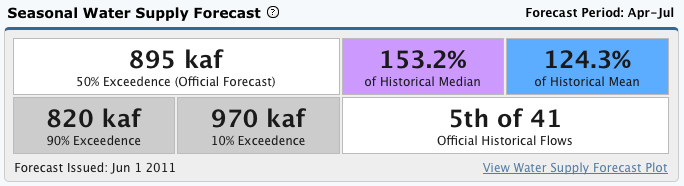 Seasonal Water Supply Forecast ?
Forecast Period: Apr-Jul
895 kaf
50% Exceedence (Official Forecast)
153.2%
of Historical Median
124.3%
of Historical Mean
820 kaf
90% Exceedence
970 kaf
10% Exceedence
5th of 41
Official Historical Flows
Forecast Issued: Jun 1 2011
View Water Supply Forecast Plot